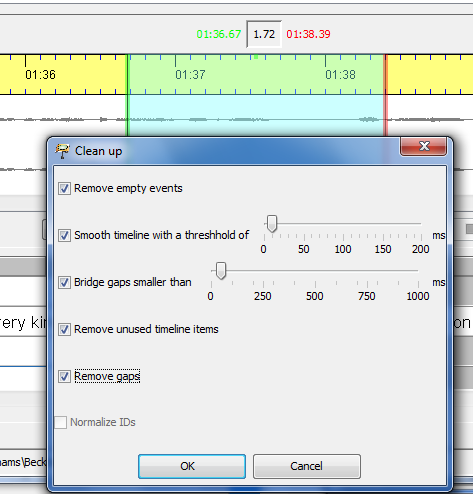 01:36.67 1.72 01:38.39
01:36 01:37 01:38
Clean up
Remove empty events
Smooth timeline with a threshhold of
ms
0 50 100 150 200
Bridge gaps smaller than
ms
0 250 500 750 1000
Remove unused timeline items
ery kin
on
Remove gaps
Normalize IDs
nams\Beck
OK Cancel